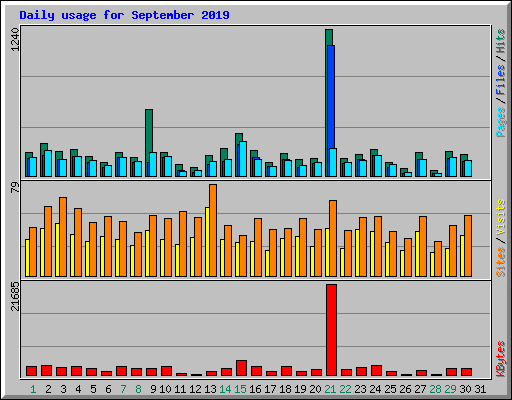 Daily usage for September 2019
1240
Pages / Files / Hits
79
Sites / Visits
21685
KBytes
1 2 3 4 5 6 7 8 9 10 11 12 13 14 15 16 17 18 19 20 21 22 23 24 25 26 27 28 29 30 31